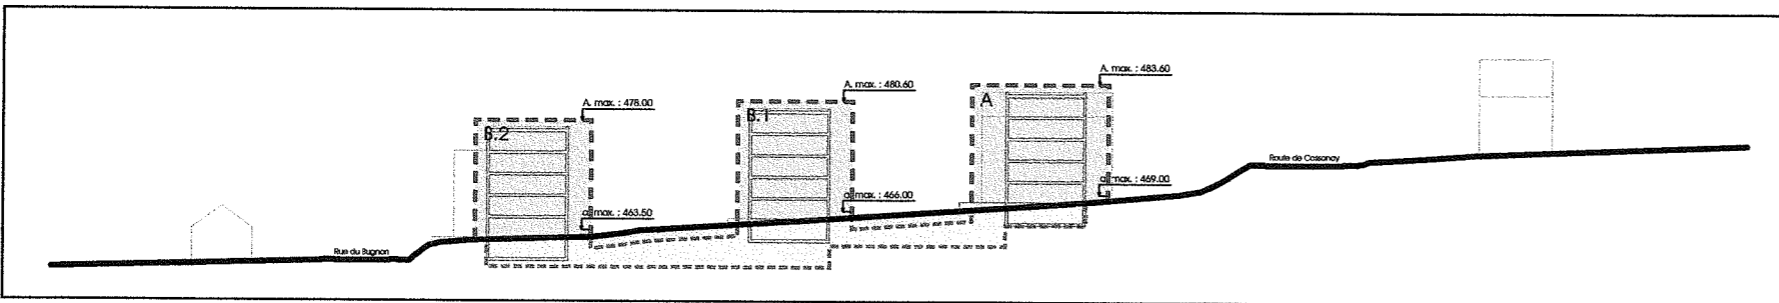 A. max. : 483.60
A. max. : 480.60
A
A. max. : 478.00
B.1
B.2
Route de Cossonay
a. max. : 469.00
a. max. : 466.00
a. max. : 463.50
Rue du Bugnon